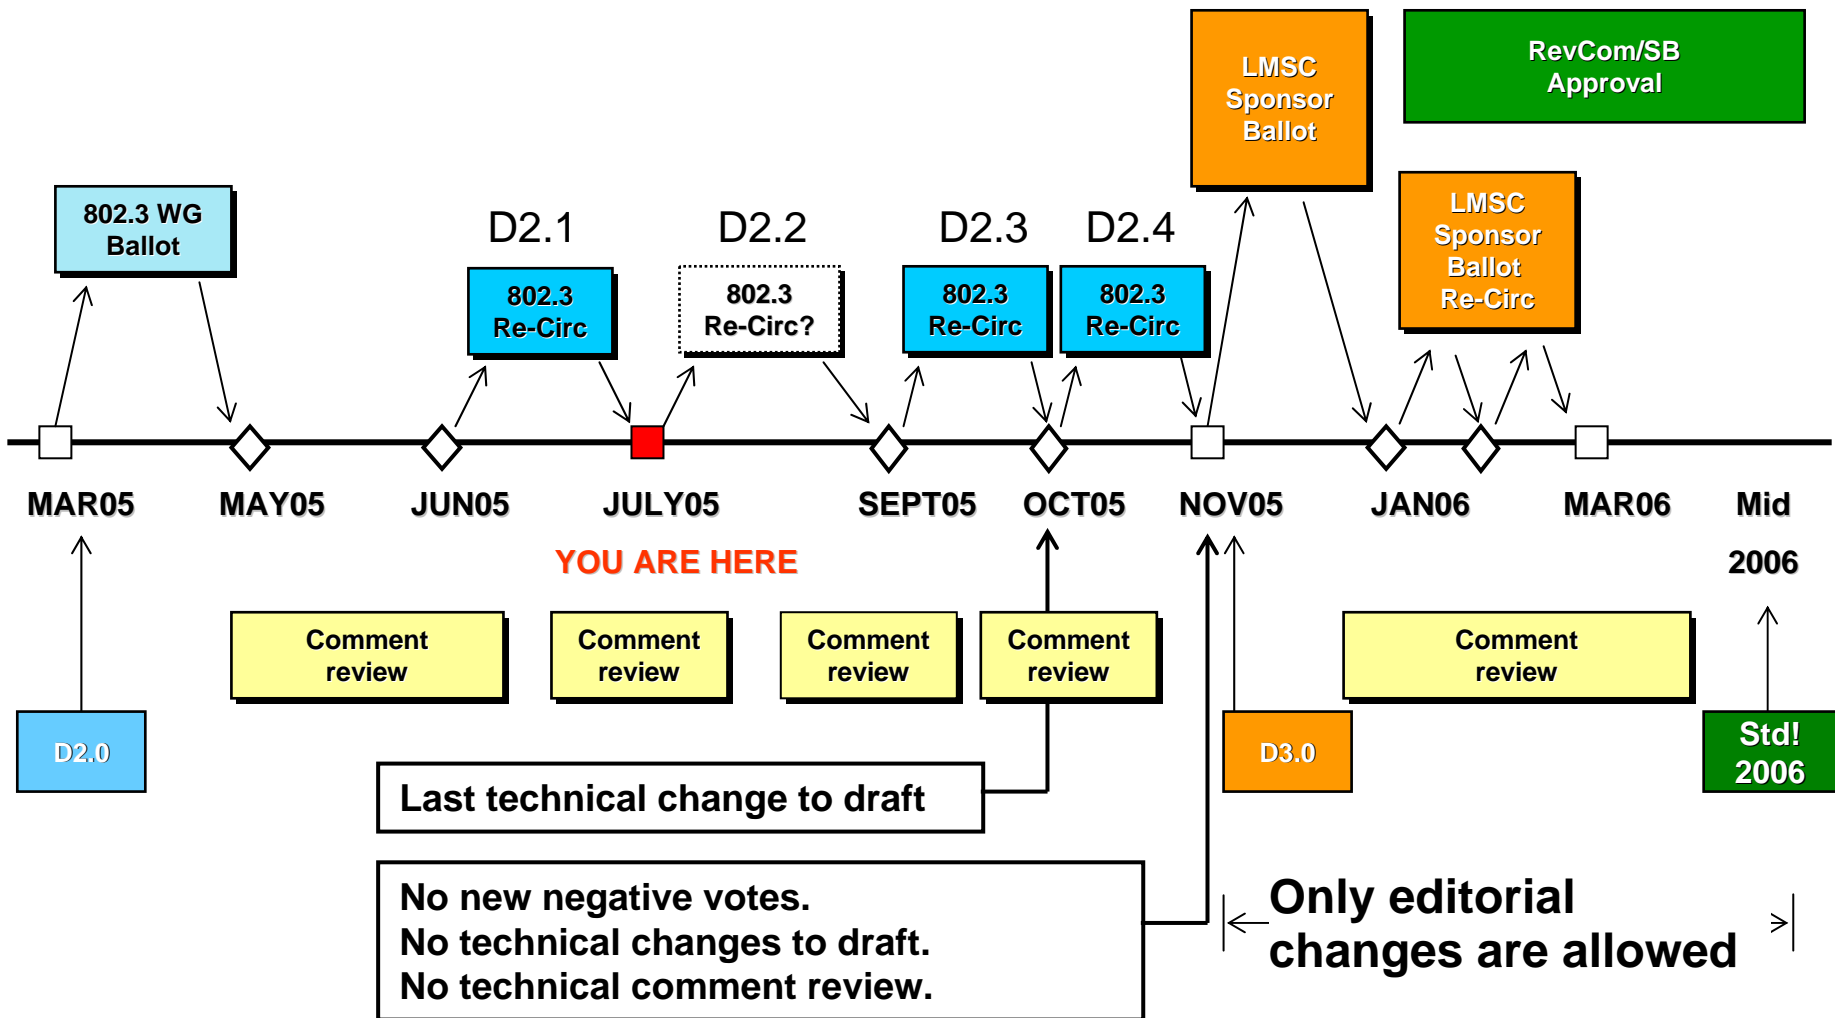 LMSC
Sponsor
Ballot
RevCom/SB
Approval
802.3 WG
Ballot
D2.1
D2.2
D2.3
D2.4
LMSC
Sponsor
Ballot
Re-Circ
802.3
Re-Circ
802.3
Re-Circ?
802.3
Re-Circ
802.3
Re-Circ
MAR05
MAY05
JUN05
JULY05
SEPT05
OCT05
NOV05
JAN06
MAR06
Mid
2006
YOU ARE HERE
Comment
review
Comment
review
Comment
review
Comment
review
Comment
review
D2.0
D3.0
Std!
2006
Last technical change to draft
No new negative votes.
No technical changes to draft.
No technical comment review.
Only editorial
changes are allowed